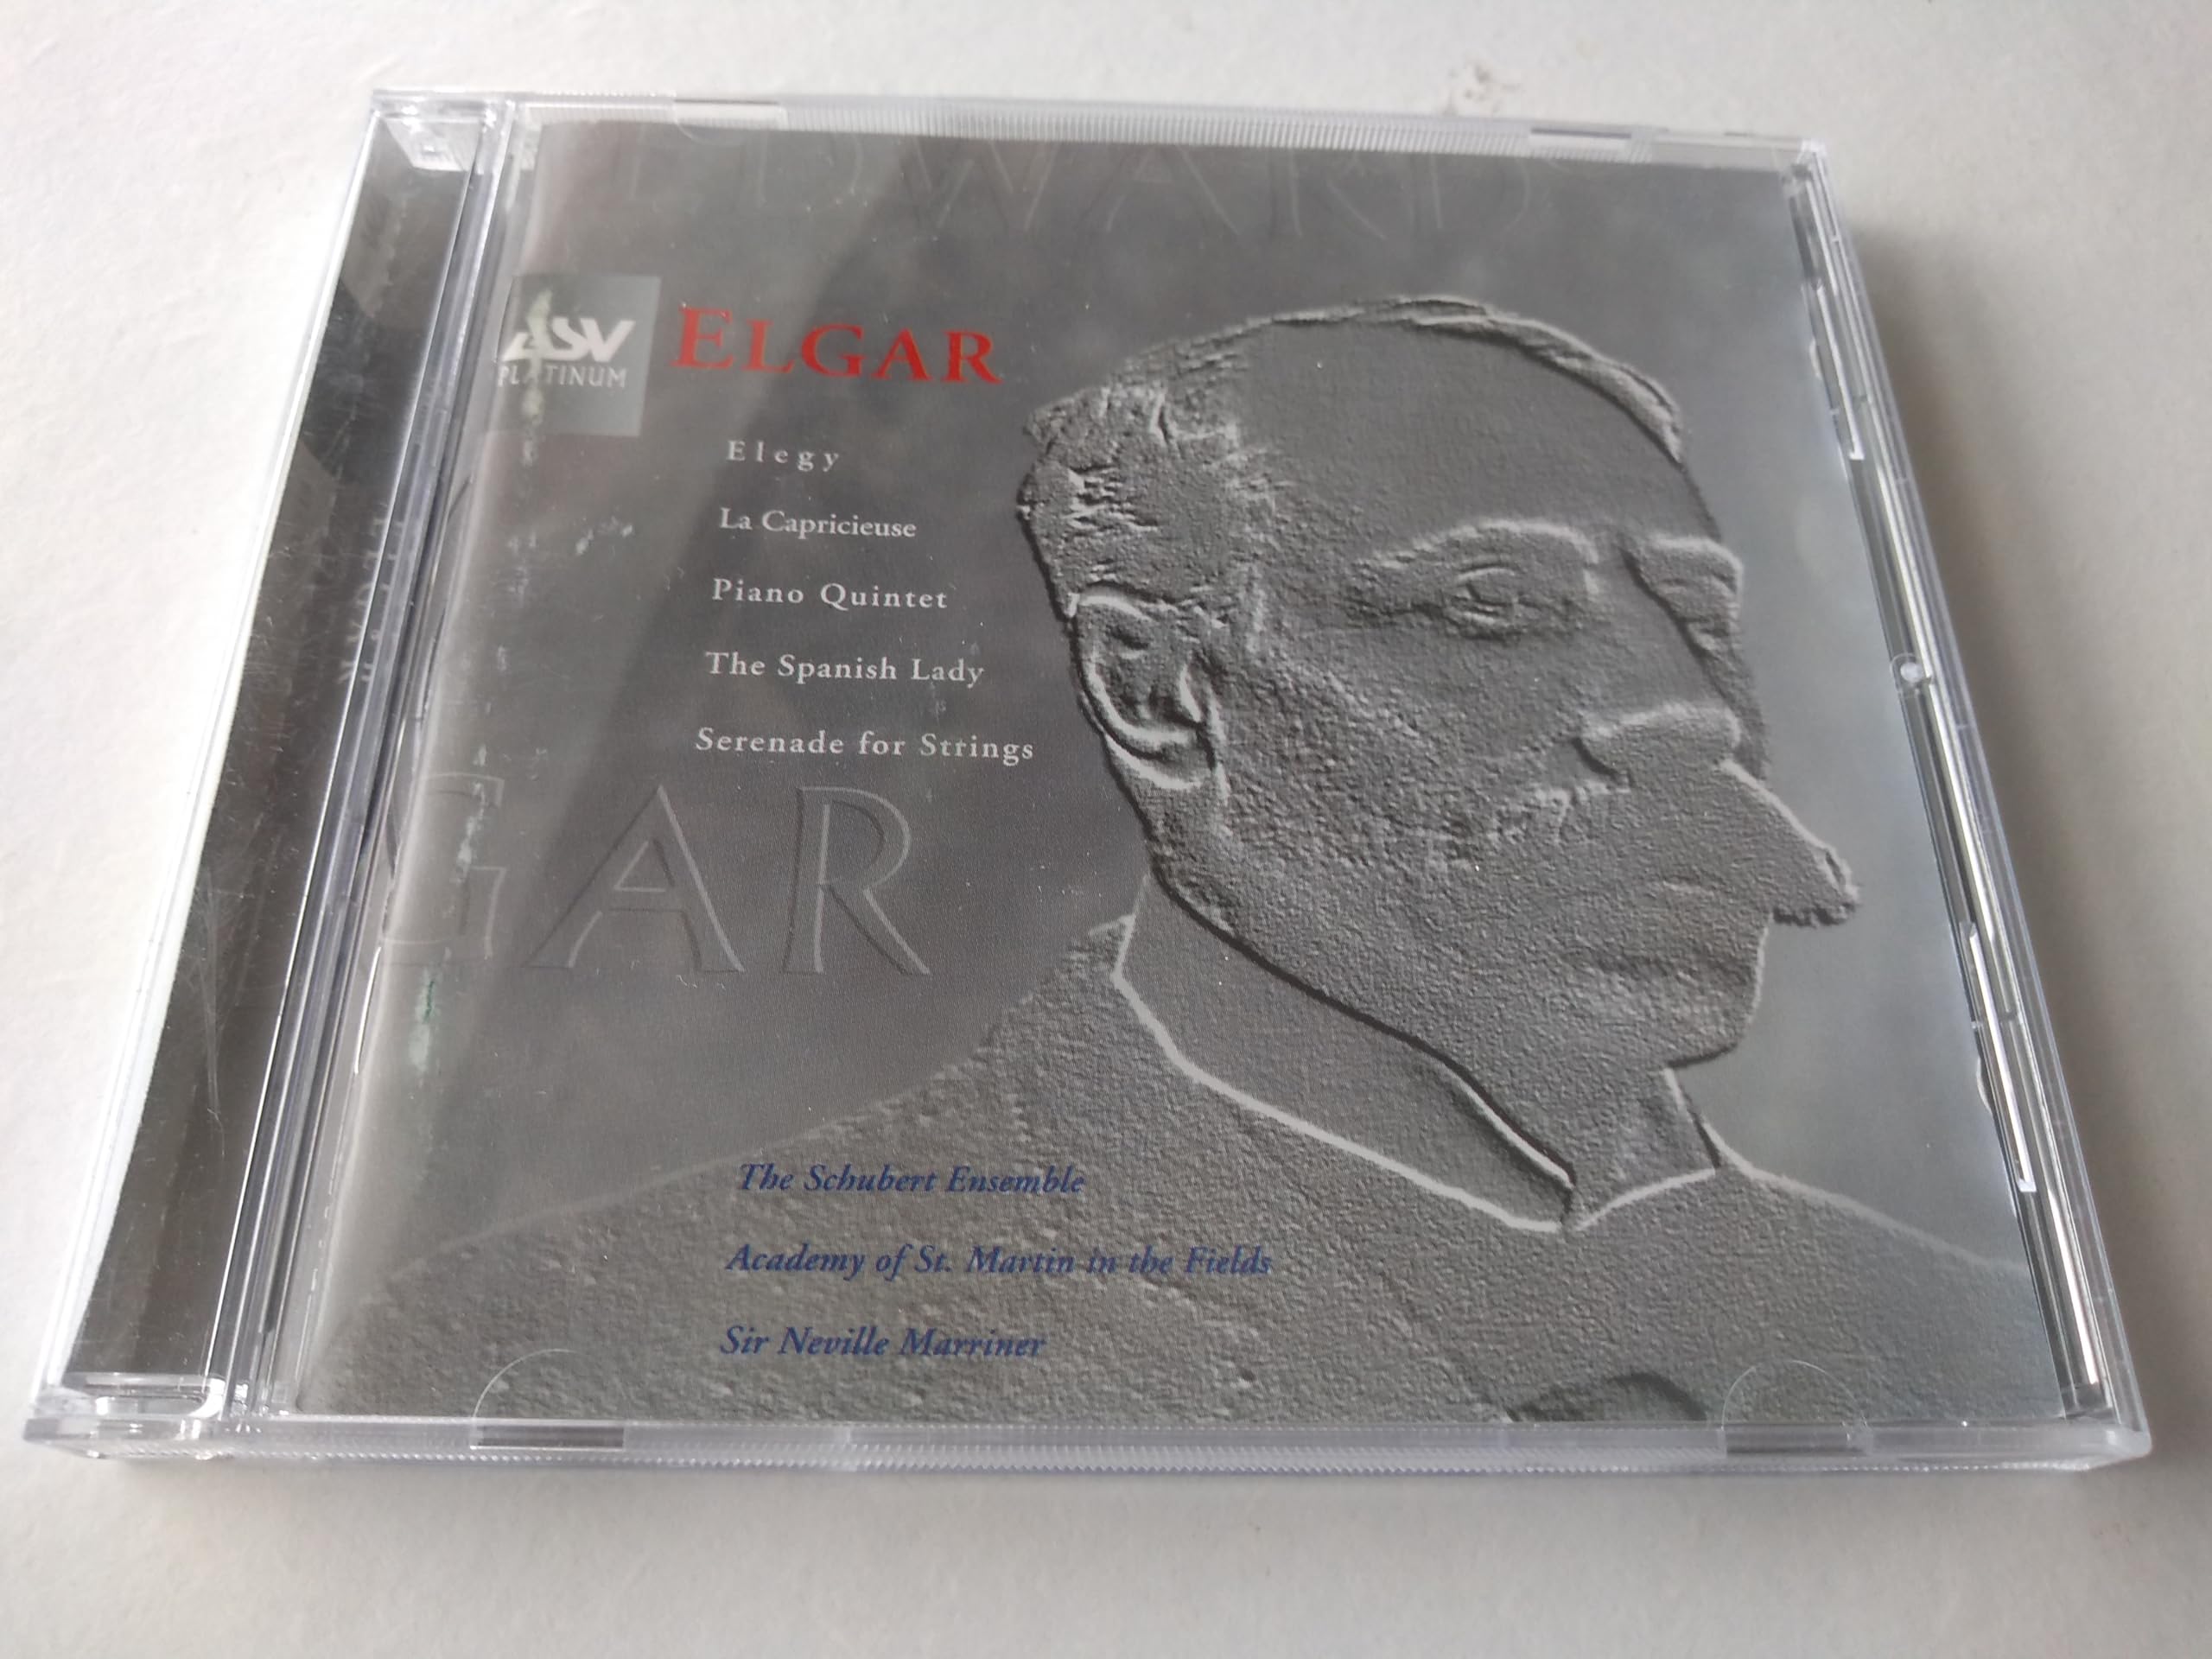 EDWARD
ASV
PLATINUM
ELGAR
Elegy
La Capricieuse
Piano Quintet
The Spanish Lady
Serenade for Strings
GAR
The Schubert Ensemble
Academy of St. Martin in the Fields
Sir Neville Marriner